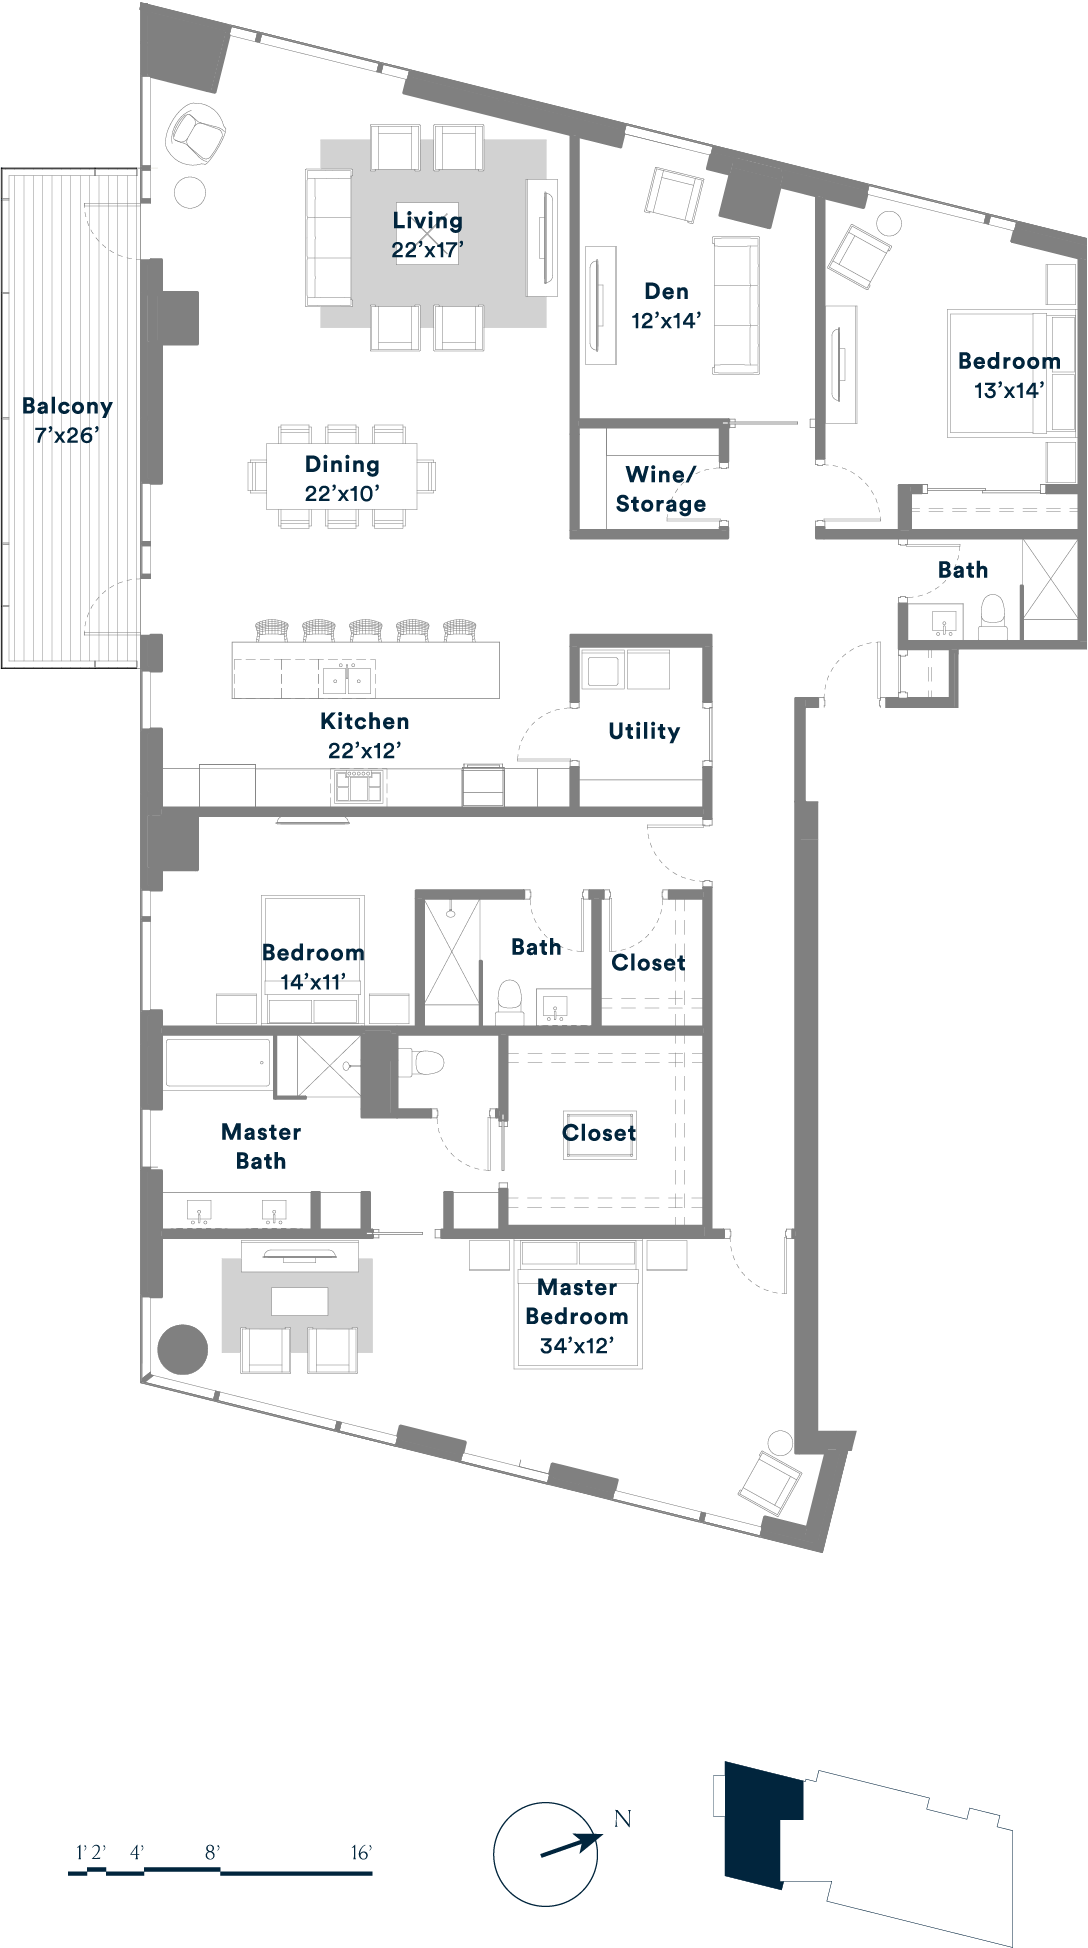 Living
22’x17’
Den
12’x14’
Bedroom
13’x14’
Balcony
7’x26’
Dining
22’x10’
Wine/
Storage
Bath
Kitchen
22’x12’
Utility
Bedroom
14’x11’
Bath
Closet
Master
Bath
Closet
Master
Bedroom
34’x12’
1’ 2’ 4’ 8’ 16’
N